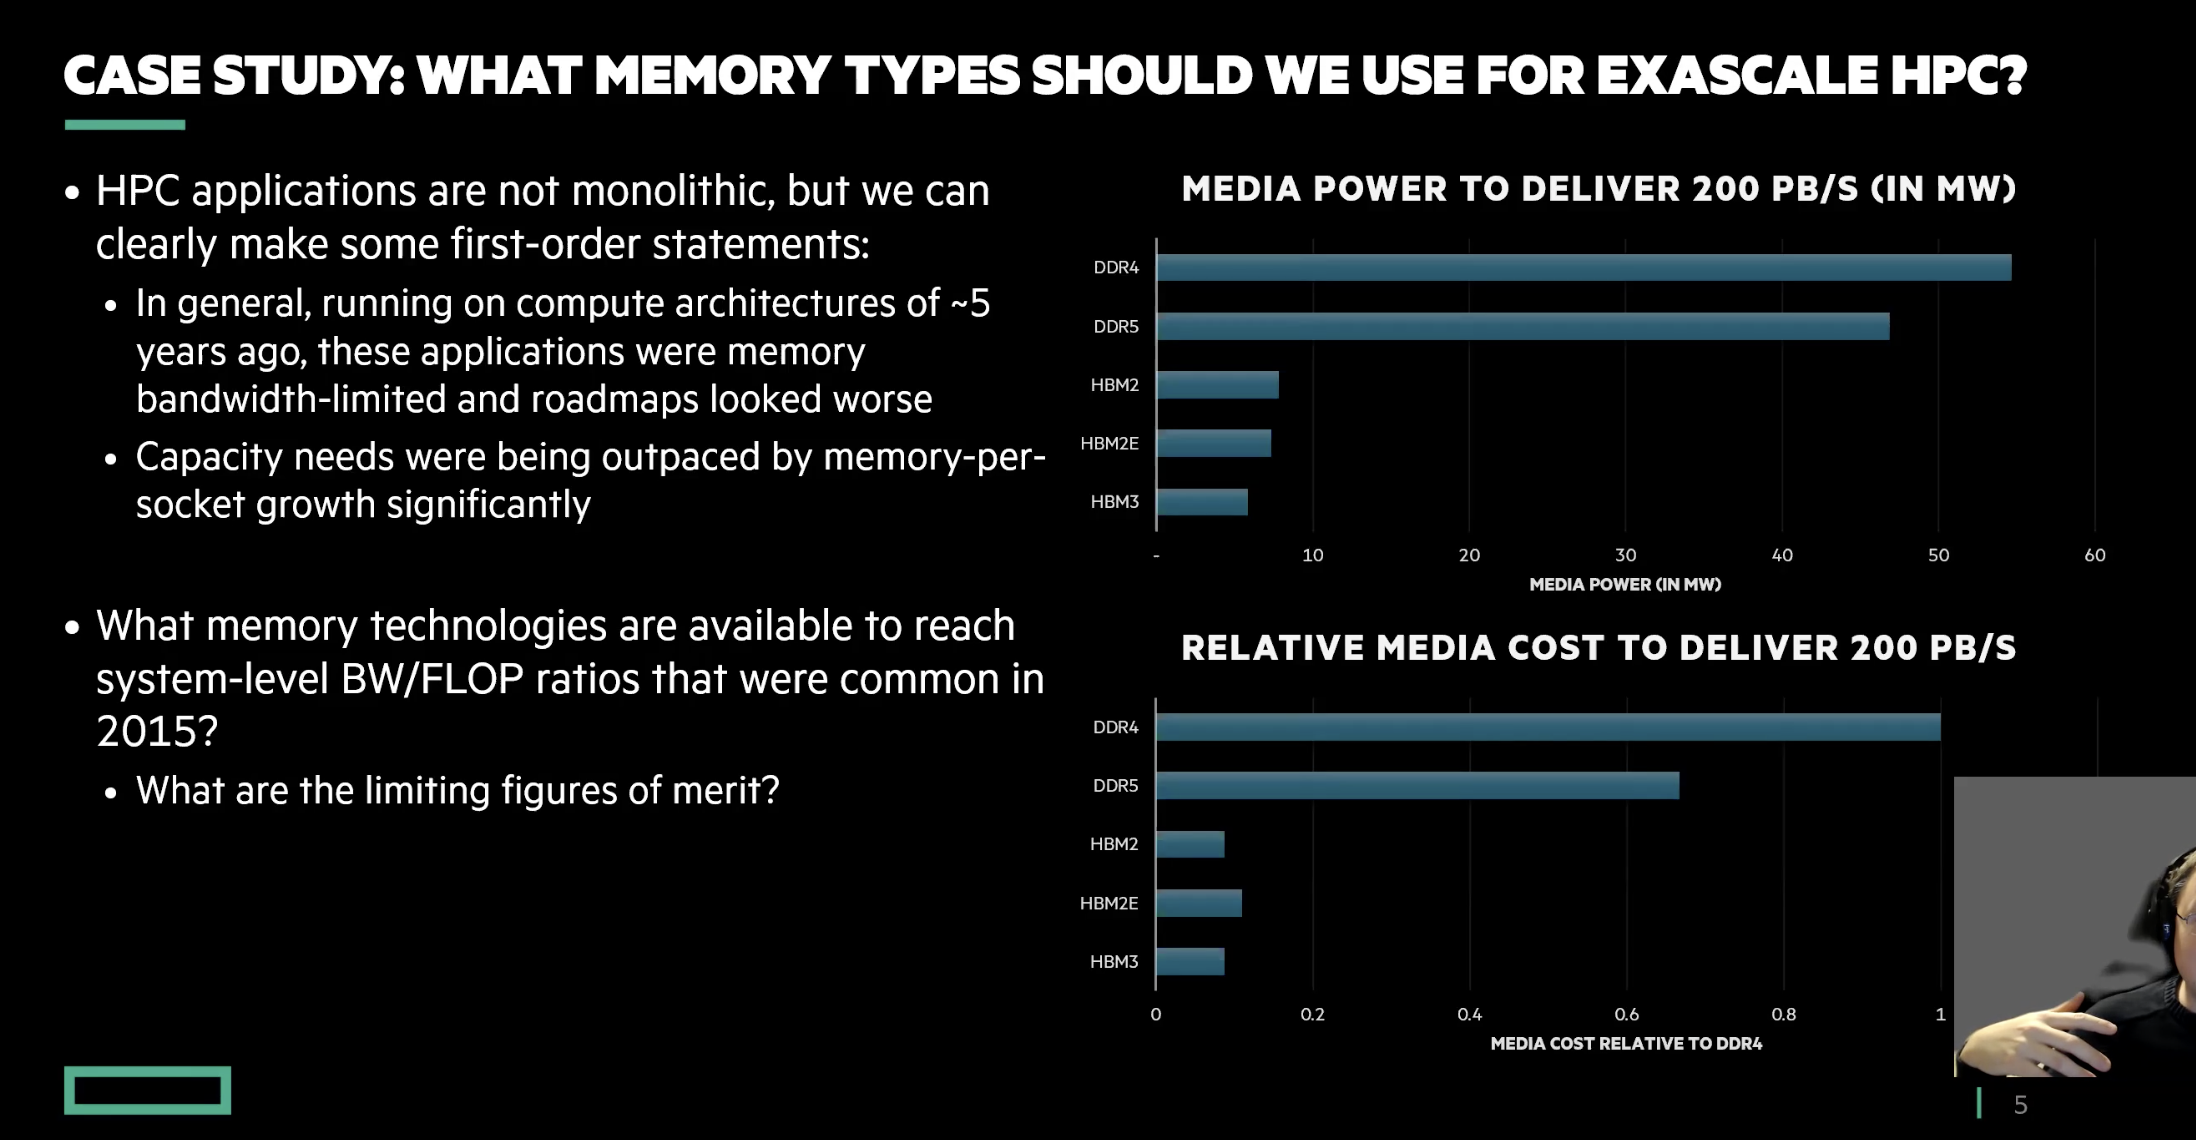 CASE STUDY: WHAT MEMORY TYPES SHOULD WE USE FOR EXASCALE HPC?
• HPC applications are not monolithic, but we can
clearly make some first-order statements:
• In general, running on compute architectures of ~5
years ago, these applications were memory
bandwidth-limited and roadmaps looked worse
• Capacity needs were being outpaced by memory-per-
socket growth significantly
• What memory technologies are available to reach
system-level BW/FLOP ratios that were common in
2015?
• What are the limiting figures of merit?
MEDIA POWER TO DELIVER 200 PB/S (IN MW)
DDR4
DDR5
HBM2
HBM2E
HBM3
- 10 20 30 40 50 60
MEDIA POWER (IN MW)
RELATIVE MEDIA COST TO DELIVER 200 PB/S
DDR4
DDR5
HBM2
HBM2E
HBM3
0 0.2 0.4 0.6 0.8 1
MEDIA COST RELATIVE TO DDR4
5